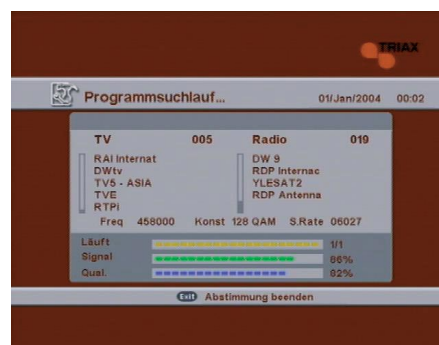 TRIAX
Programmsuchlauf... 01/Jan/2004 00:02
TV 005 Radio 019
RAI Internat DW 9
DWtv RDP Internac
TV5 - ASIA YLESAT2
TVE RDP Antenna
RTPi
Freq 458000 Konst 128 QAM S.Rate 06027
Läuft 1/1
Signal 86%
Qual. 82%
Exit Abstimmung beenden